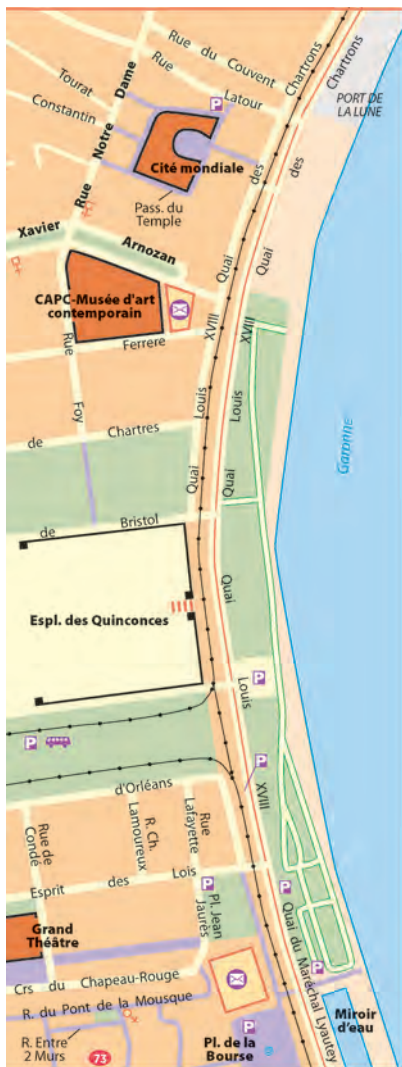 Rue du Couvent
Rue Latour
Tourat
Constantin
Rue Notre Dame
Quai des Chartrons
Quai des Chartrons
PORT DE
LA LUNE
P
Cité mondiale
Pass. du
Temple
Xavier Arnozan
CAPC-Musée d'art
contemporain
Rue Ferrere
Rue Foy
Quai Louis XVIII
Quai Louis XVIII
Garonne
de Chartres
de Bristol
Espl. des Quinconces
Quai Louis XVIII
P
P
P
d'Orléans
Rue de
Condé
R. Ch.
Lamoureux
Rue
Lafayette
Esprit des Lois
P
P
Pl. Jean
Jaurès
Grand
Théâtre
Quai du Maréchal Lyautey
Crs du Chapeau-Rouge
P
R. du Pont de la Mousque
Miroir
d'eau
R. Entre
2 Murs
73
P
Pl. de la
Bourse